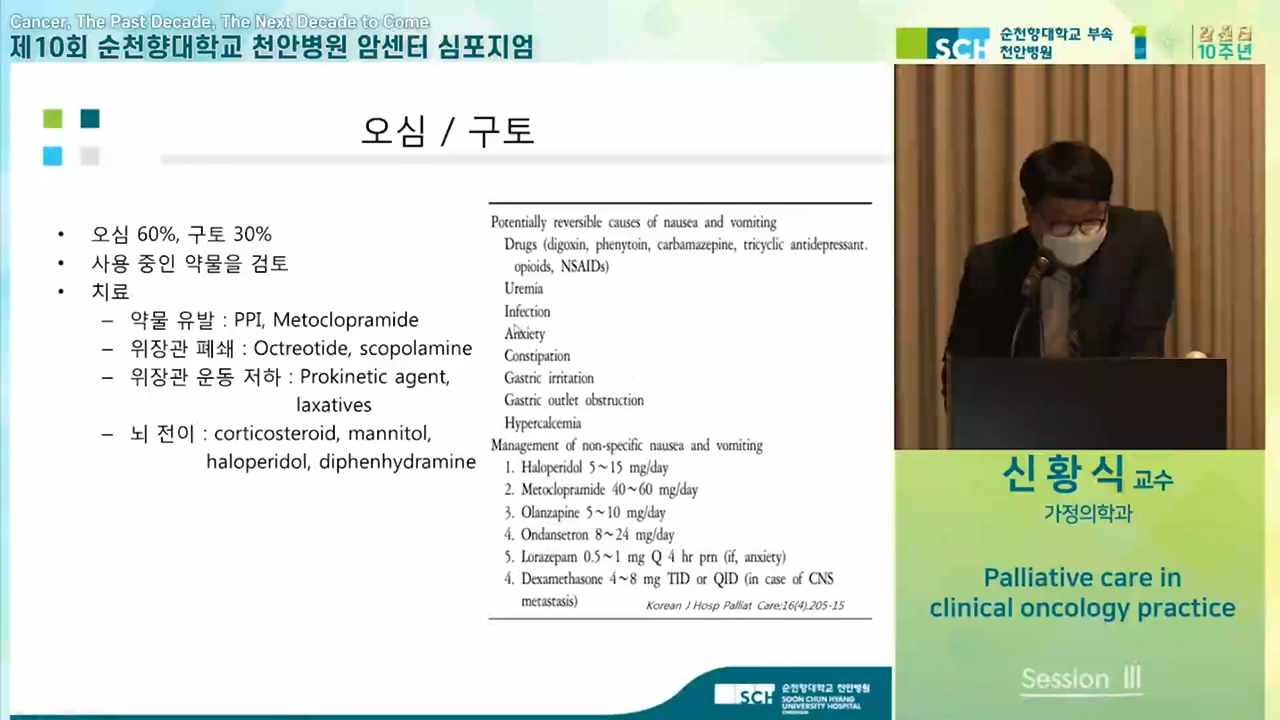 Cancer, The Past Decade, The Next Decade to Come
제10회 순천향대학교 천안병원 암센터 심포지엄
SCH 순천향대학교 부속
천안병원
1
암센터
10주년
오심 / 구토
• 오심 60%, 구토 30%
• 사용 중인 약물을 검토
• 치료
– 약물 유발 : PPI, Metoclopramide
– 위장관 폐쇄 : Octreotide, scopolamine
– 위장관 운동 저하 : Prokinetic agent,
laxatives
– 뇌 전이 : corticosteroid, mannitol,
haloperidol, diphenhydramine
Potentially reversible causes of nausea and vomiting
Drugs (digoxin, phenytoin, carbamazepine, tricyclic antidepressant.
opioids, NSAIDs)
Uremia
Infection
Anxiety
Constipation
Gastric irritation
Gastric outlet obstruction
Hypercalcemia
Management of non-specific nausea and vomiting
1. Haloperidol 5~15 mg/day
2. Metoclopramide 40~60 mg/day
3. Olanzapine 5~10 mg/day
4. Ondansetron 8~24 mg/day
5. Lorazepam 0.5~1 mg Q 4 hr prn (if, anxiety)
4. Dexamethasone 4~8 mg TID or QID (in case of CNS
metastasis)
Korean J Hosp Palliat Care;16(4),205-15
SCH 순천향대학교 천안병원
SOON CHUN HYANG
UNIVERSITY HOSPITAL
CHEONAN
신황식 교수
가정의학과
Palliative care in
clinical oncology practice
Session Ⅲ